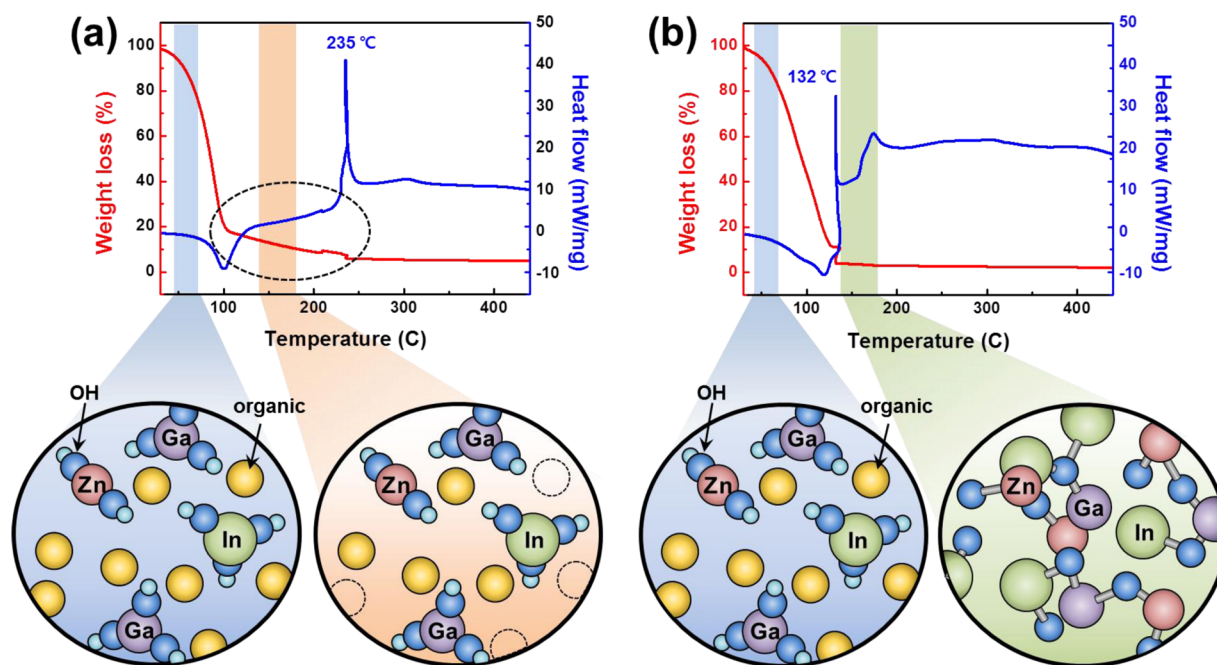 (a)
235 ℃
100
80
60
40
20
0
Weight loss (%)
50
40
30
20
10
0
-10
Heat flow (mW/mg)
100
200
300
400
Temperature (C)
OH
organic
Ga
Zn
In
Ga
Ga
Zn
In
Ga
(b)
132 ℃
100
80
60
40
20
0
Weight loss (%)
50
40
30
20
10
0
-10
Heat flow (mW/mg)
100
200
300
400
Temperature (C)
OH
organic
Ga
Zn
In
Ga
Zn
Ga
In